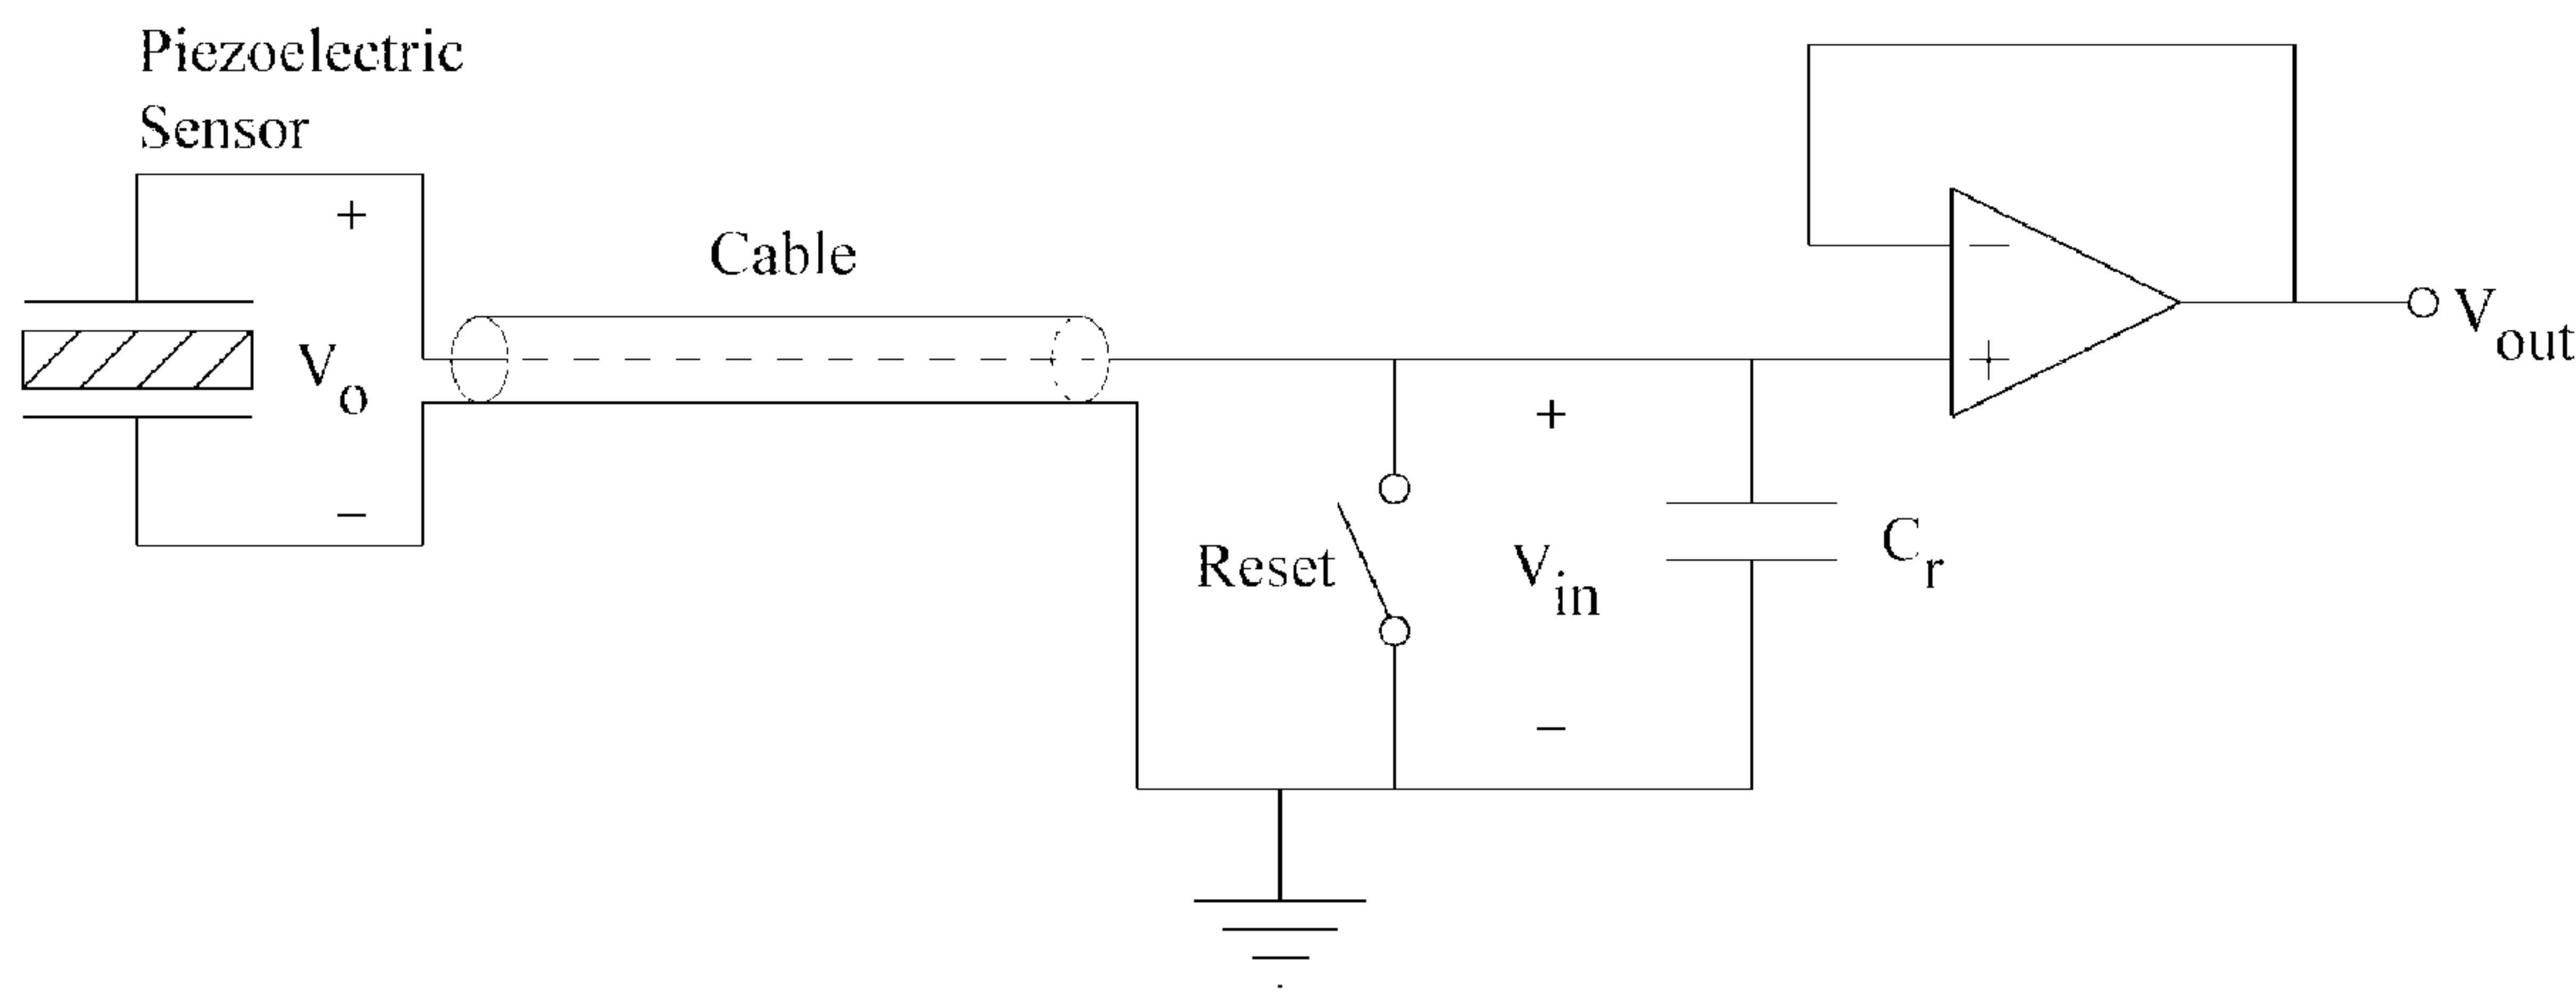 Piezoelectric
Sensor
+
Vo
−
Cable
Reset
+
Vin
−
Cr
−
+
Vout